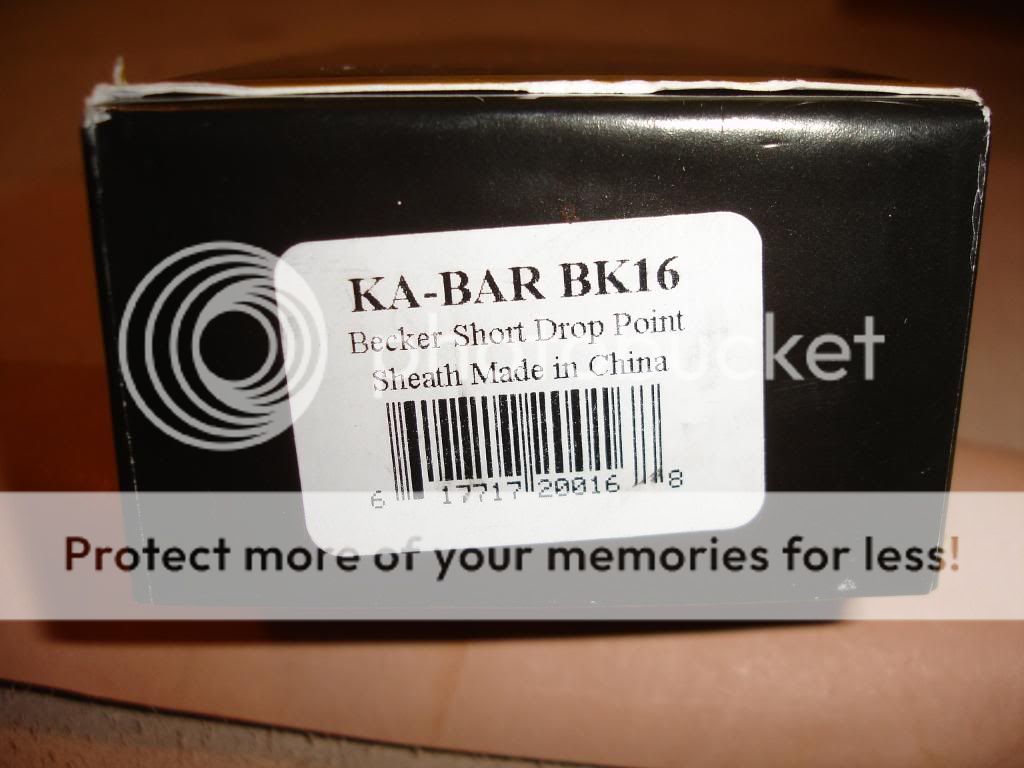 KA-BAR BK16
Becker Short Drop Point
Sheath Made in China
6 17717 20016 8
photobucket
Protect more of your memories for less!